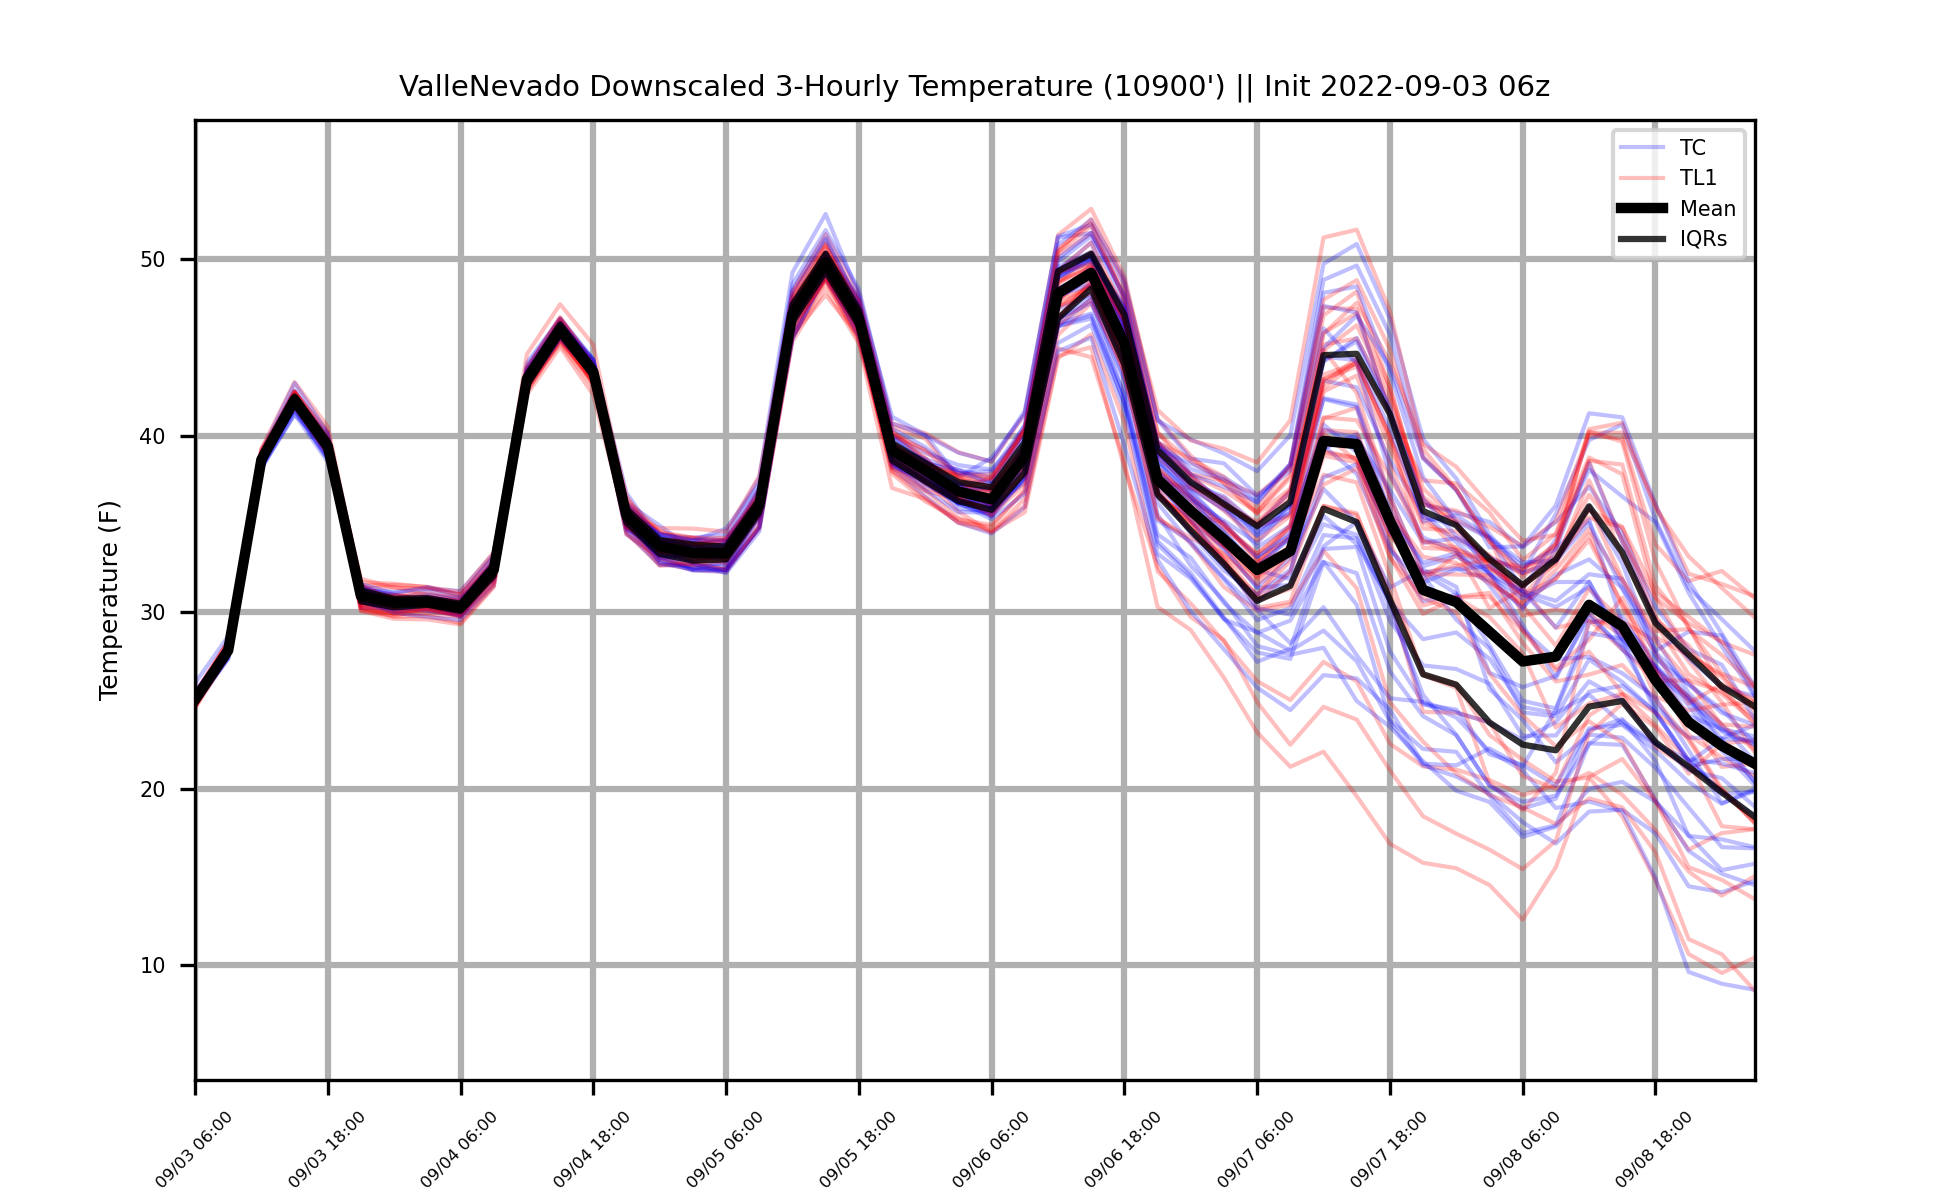 ValleNevado Downscaled 3-Hourly Temperature (10900') || Init 2022-09-03 06z
TC
TL1
Mean
IQRs
Temperature (F)
50
40
30
20
10
09/03 06:00
09/03 18:00
09/04 06:00
09/04 18:00
09/05 06:00
09/05 18:00
09/06 06:00
09/06 18:00
09/07 06:00
09/07 18:00
09/08 06:00
09/08 18:00